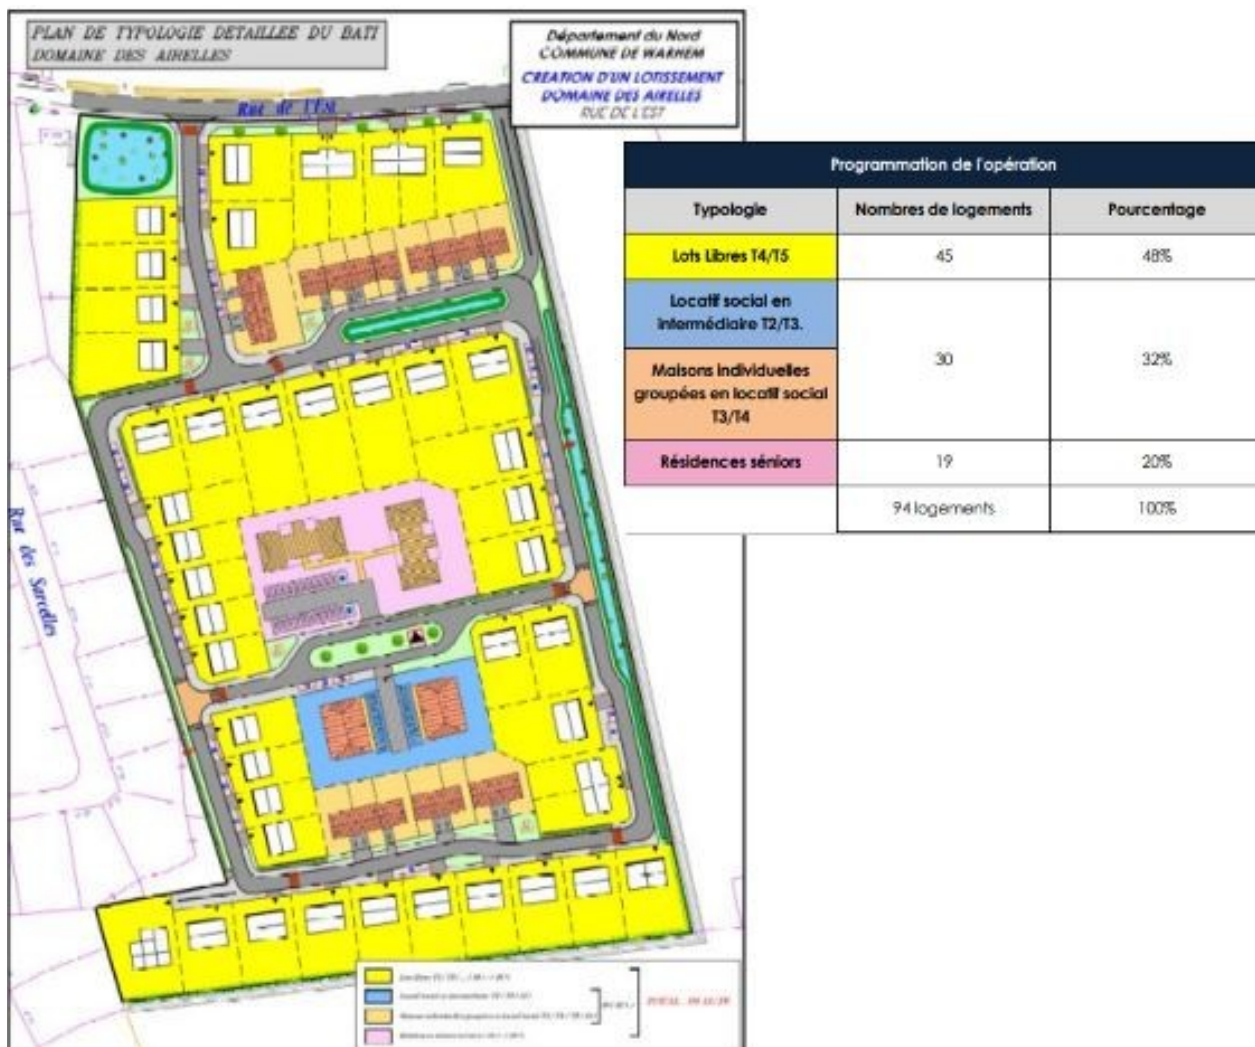 PLAN DE TYPOLOGIE DETAILLEE DU BATI
DOMAINE DES AIRELLES
Département du Nord
COMMUNE DE WARHEM
CREATION D'UN LOTISSEMENT
DOMAINE DES AIRELLES
RUE DE L'EST
Rue de l'Est
Rue des Sarcelles
Programmation de l'opération
Typologie
Nombres de logements
Pourcentage
Lots Libres T4/T5
45
48%
Locatif social en
intermédiaire T2/T3.
Maisons individuelles
groupées en locatif social
T3/T4
30
32%
Résidences séniors
19
20%
94 logements
100%